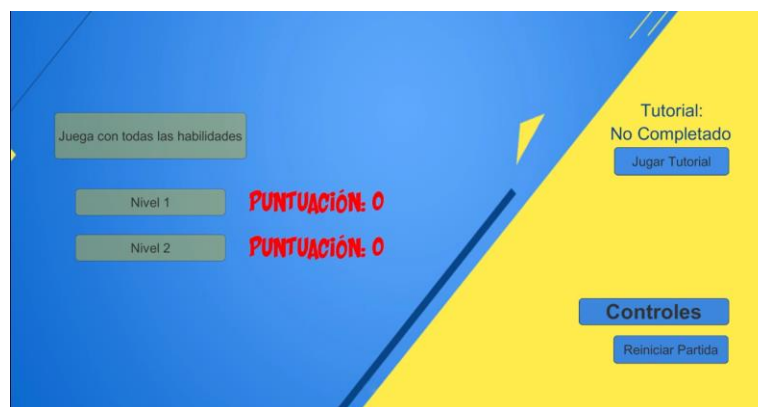 Juega con todas las habilidades
Nivel 1
PUNTUACIÓN: 0
Nivel 2
PUNTUACIÓN: 0
Tutorial:
No Completado
Jugar Tutorial
Controles
Reiniciar Partida